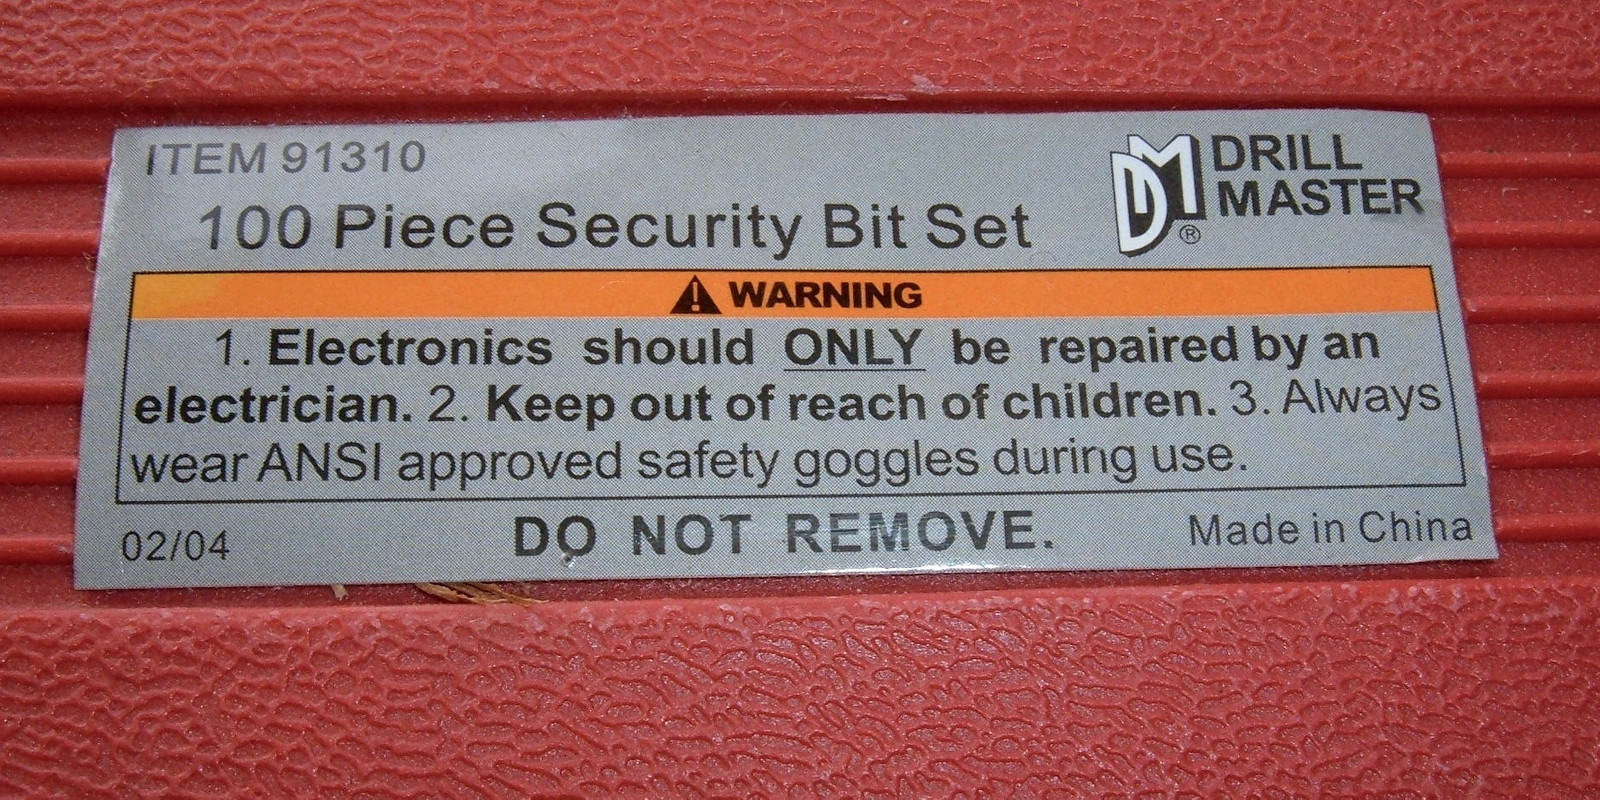 ITEM 91310
100 Piece Security Bit Set
DM®
DRILL
MASTER
WARNING
1. Electronics should ONLY be repaired by an
electrician. 2. Keep out of reach of children. 3. Always
wear ANSI approved safety goggles during use.
02/04
DO NOT REMOVE.
Made in China